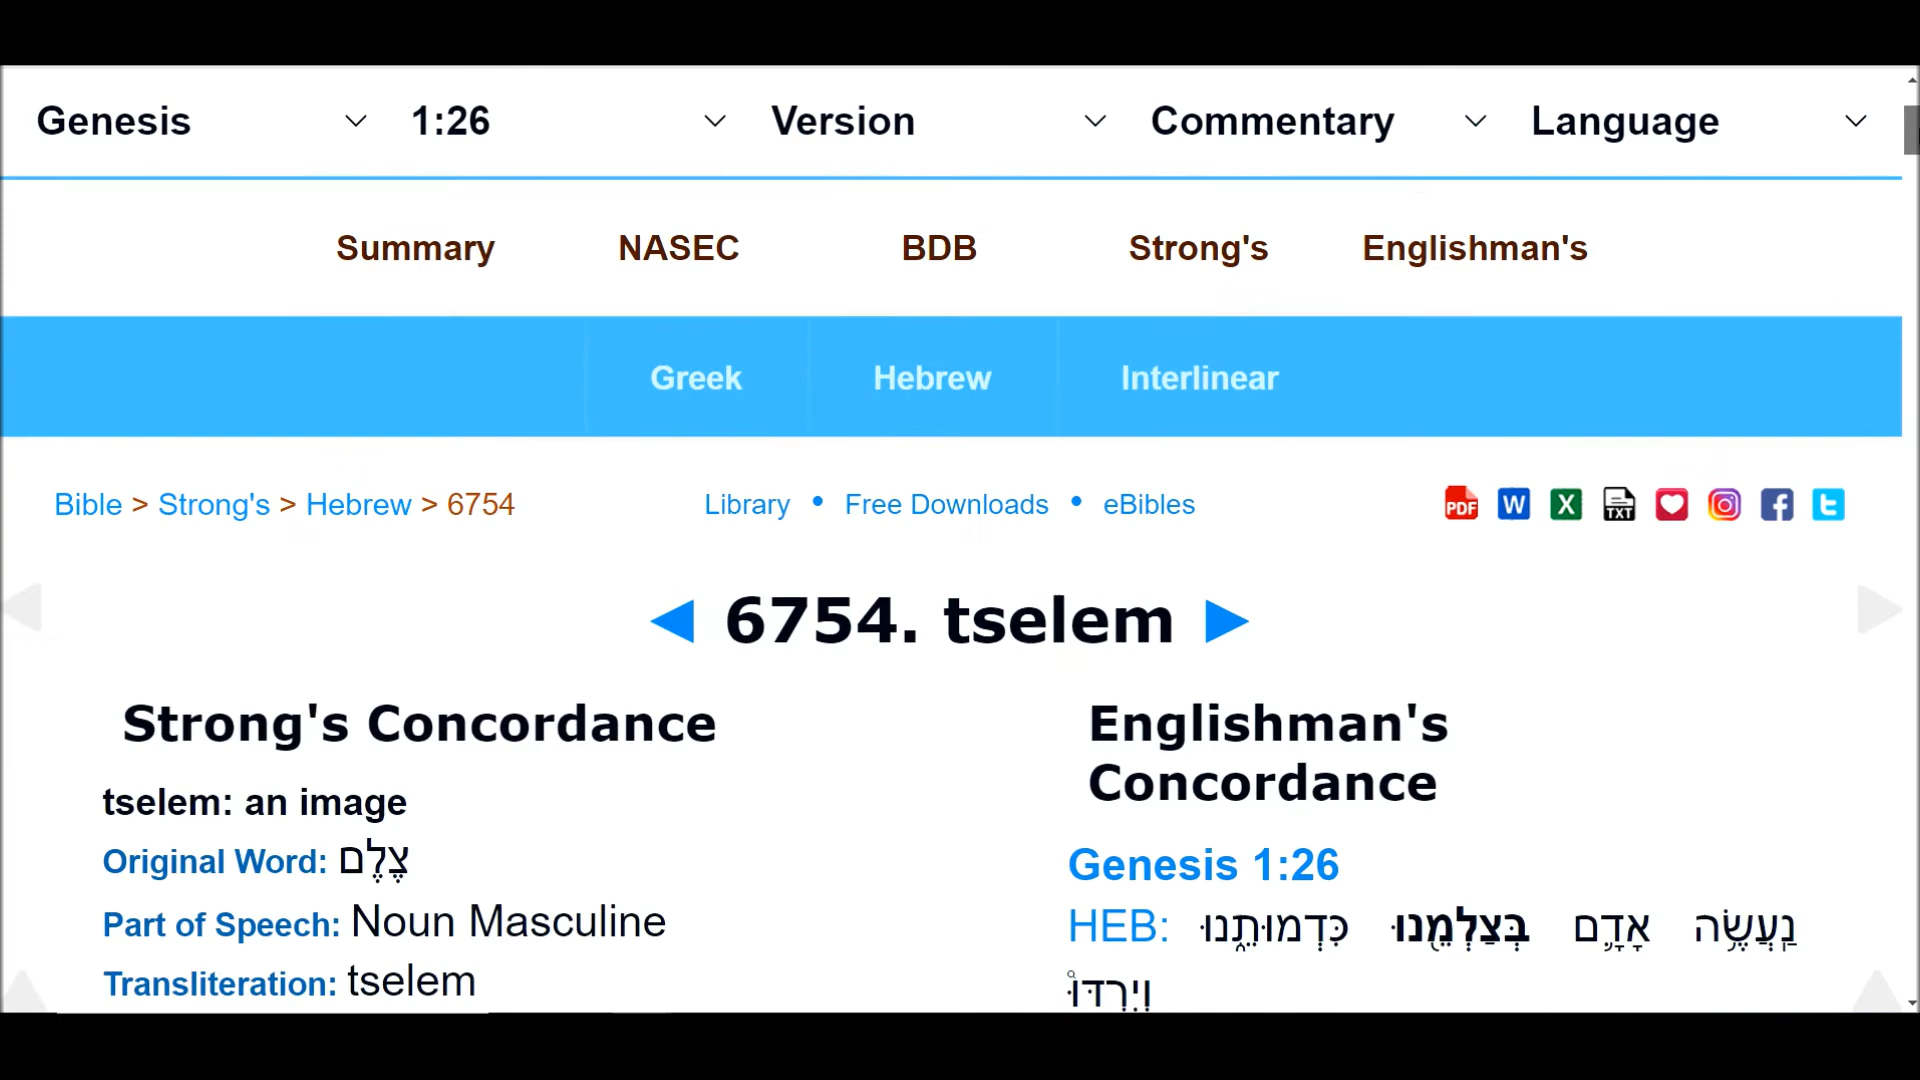 Genesis 1:26 Version Commentary Language
Summary NASEC BDB Strong's Englishman's
Greek Hebrew Interlinear
Bible > Strong's > Hebrew > 6754 Library • Free Downloads • eBibles
PDF W X TXT
◀ 6754. tselem ▶
Strong's Concordance
tselem: an image
Original Word: צֶלֶם
Part of Speech: Noun Masculine
Transliteration: tselem
Englishman's
Concordance
Genesis 1:26
HEB: נַֽעֲשֶׂ֥ה אָדָ֛ם בְּצַלְמֵ֖נוּ כִּדְמוּתֵ֑נוּ
וְיִרְדּוּ֩